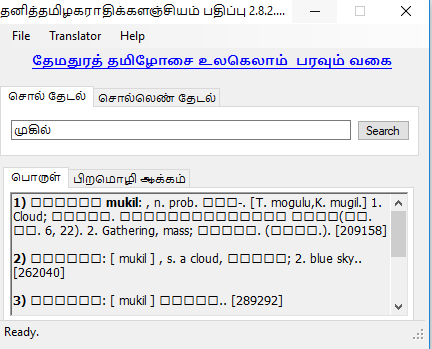 தனித்தமிழகராதிக்களஞ்சியம் பதிப்பு 2.8.2....
File Translator Help
தேமதுரத் தமிழோசை உலகெலாம் பரவும் வகை
சொல் தேடல் சொல்லெண் தேடல்
முகில் Search
பொருள் பிறமொழி ஆக்கம்
1) □□□□□□ mukil: , n. prob. □□□-. [T. mogulu,K. mugil.] 1.
Cloud; □□□□□. □□□□□□□□□□□□□□□□ □□□□(□□.
□□. 6, 22). 2. Gathering, mass; □□□□□□. (□□□□.). [209158]
2) □□□□□□: [ mukil ] , s. a cloud, □□□□□; 2. blue sky..
[262040]
3) □□□□□□: [ mukil ] □□□□□.. [289292]
Ready.